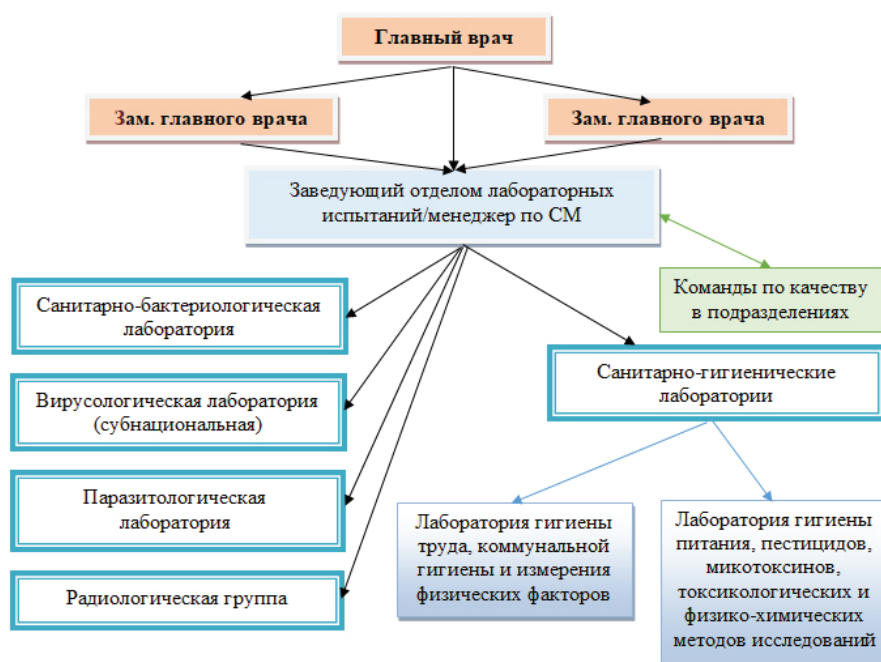 Главный врач
Зам. главного врача
Зам. главного врача
Заведующий отделом лабораторных
испытаний/менеджер по СМ
Команды по качеству
в подразделениях
Санитарно-бактериологическая
лаборатория
Санитарно-гигиенические
лаборатории
Вирусологическая лаборатория
(субнациональная)
Паразитологическая
лаборатория
Радиологическая группа
Лаборатория гигиены
труда, коммунальной
гигиены и измерения
физических факторов
Лаборатория гигиены
питания, пестицидов,
микотоксинов,
токсикологических и
физико-химических
методов исследований